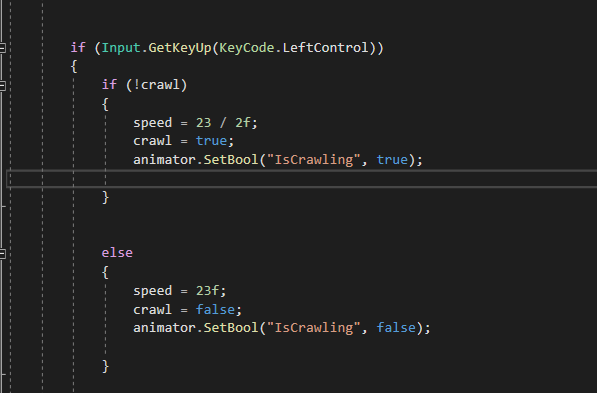 if (Input.GetKeyUp(KeyCode.LeftControl))
{
if (!crawl)
{
speed = 23 / 2f;
crawl = true;
animator.SetBool("IsCrawling", true);
}
else
{
speed = 23f;
crawl = false;
animator.SetBool("IsCrawling", false);
}